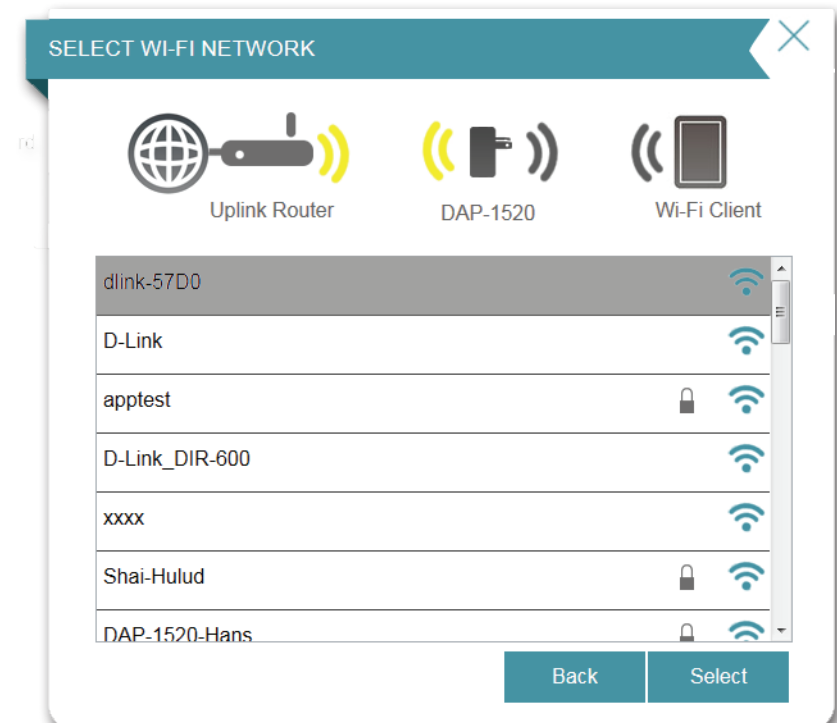 SELECT WI-FI NETWORK
Uplink Router
DAP-1520
Wi-Fi Client
dlink-57D0
D-Link
apptest
D-Link_DIR-600
xxxx
Shai-Hulud
DAP-1520-Hans
Back
Select